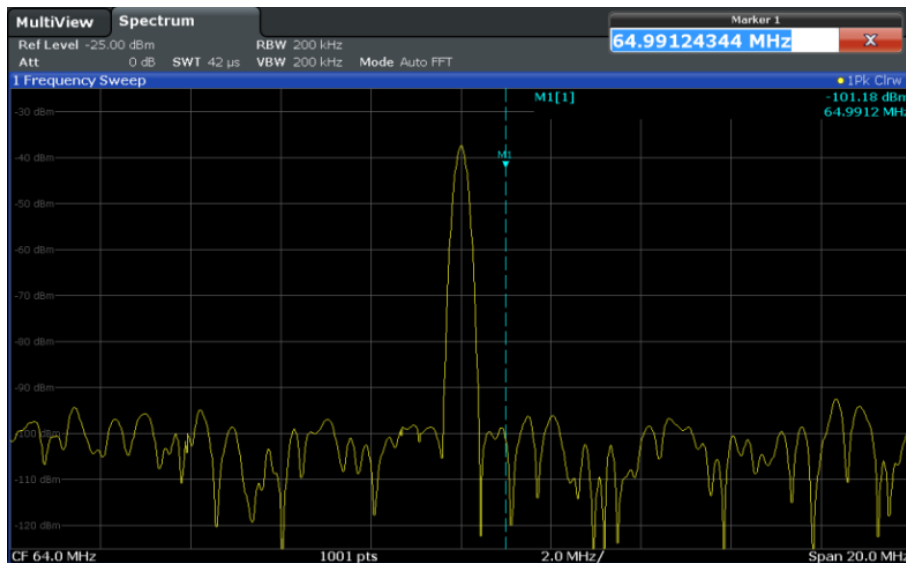 MultiView Spectrum Marker 1
Ref Level -25.00 dBm RBW 200 kHz 64.99124344 MHz X
Att 0 dB SWT 42 µs VBW 200 kHz Mode Auto FFT
1 Frequency Sweep 1Pk Clrw
M1[1] -101.18 dBm
64.9912 MHz
-30 dBm
-40 dBm
M1
-50 dBm
-60 dBm
-70 dBm
-80 dBm
-90 dBm
-100 dBm
-110 dBm
-120 dBm
CF 64.0 MHz 1001 pts 2.0 MHz/ Span 20.0 MHz